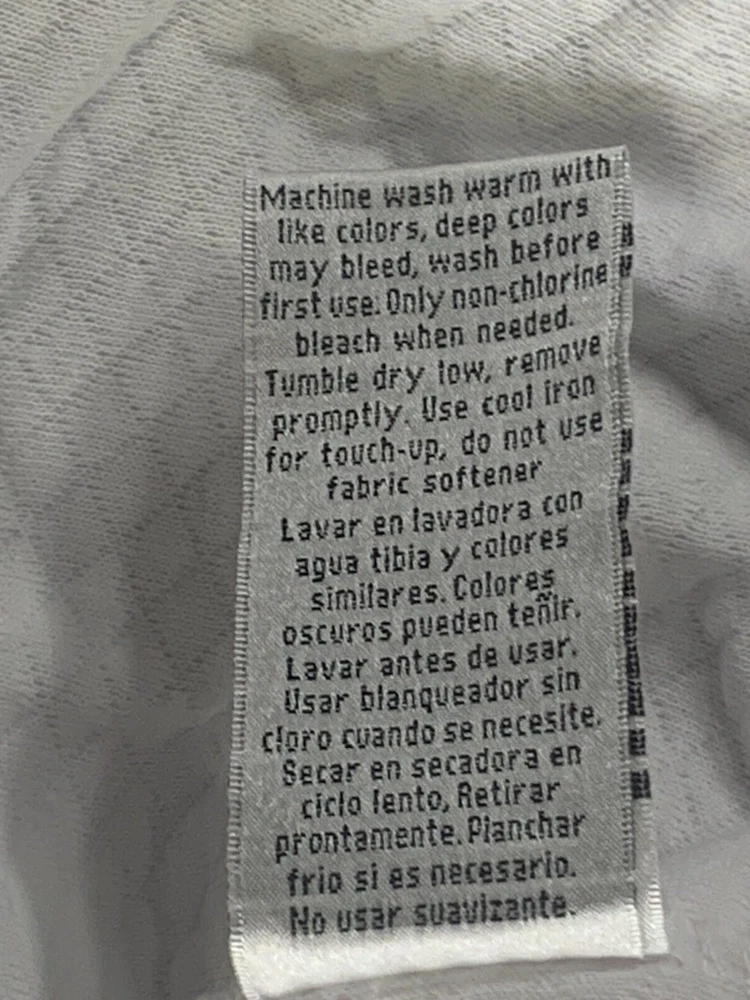 Machine wash warm with
like colors, deep colors
may bleed, wash before
first use. Only non-chlorine
bleach when needed.
Tumble dry low, remove
promptly. Use cool iron
for touch-up, do not use
fabric softener
Lavar en lavadora con
agua tibia y colores
similares. Colores
oscuros pueden teñir.
Lavar antes de usar.
Usar blanqueador sin
cloro cuando se necesite.
Secar en secadora en
ciclo lento, Retirar
prontamente. Planchar
frio si es necesario.
No usar suavizante.